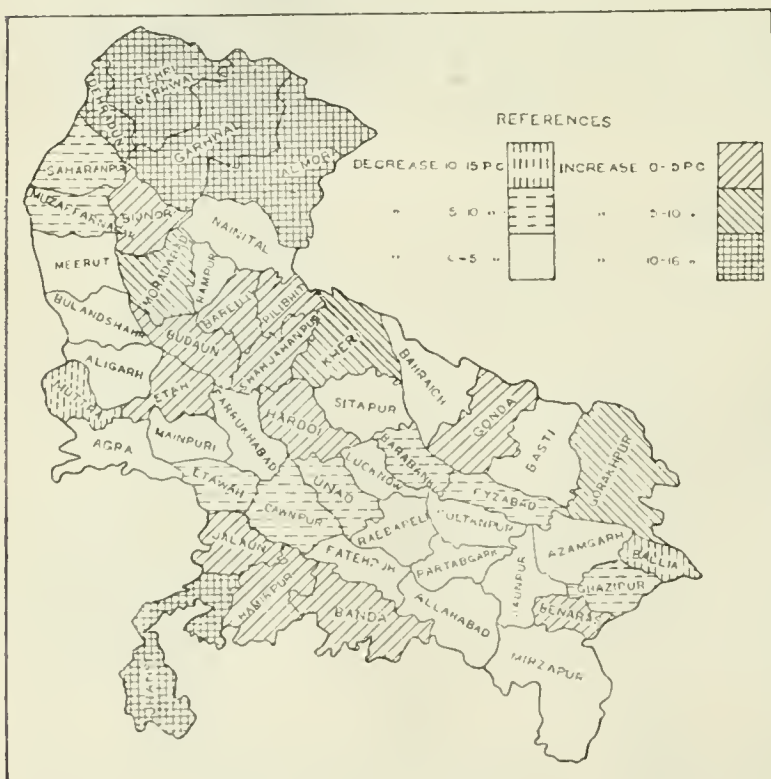 REFERENCES
DECREASE 10-15 P.C. INCREASE 0-5 P.C.
" 5-10 " " 5-10 "
" 0-5 " " 10-16 "
DEHRADUN
TEHRI
GARHWAL
GARHWAL
ALMORA
SAHARANPUR
MUZAFFARNAGAR
BIJNOR
NAINITAL
MEERUT
MORADABAD
RAMPUR
BAREILLY
PILIBHIT
BULANDSHAHR
BUDAUN
SHAHJAHANPUR
KHERI
BAHRAICH
ALIGARH
MUTTRA
ETAH
FARRUKHABAD
HARDOI
SITAPUR
GONDA
BASTI
GORAKHPUR
AGRA
MAINPURI
ETAWAH
CAWNPUR
UNAO
LUCKNOW
BARABANKI
FYZABAD
RAEBARELI
SULTANPUR
AZAMGARH
BALLIA
JALAUN
FATEHPUR
PARTABGARH
JAUNPUR
GHAZIPUR
HAMIRPUR
BANDA
ALLAHABAD
BENARES
JHANSI
MIRZAPUR